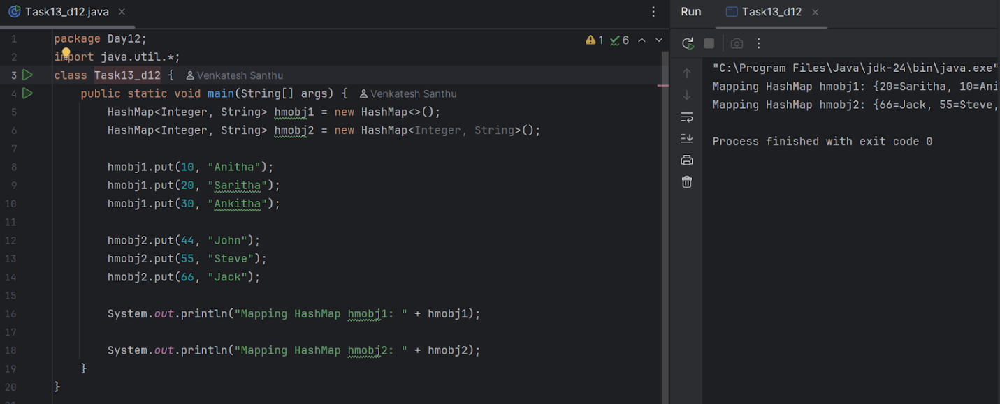 Task13_d12.java
1 package Day12;
2 import java.util.*;
3 class Task13_d12 { Venkatesh Santhu
4 public static void main(String[] args) { Venkatesh Santhu
5 HashMap<Integer, String> hmobj1 = new HashMap<>();
6 HashMap<Integer, String> hmobj2 = new HashMap<Integer, String>();
7
8 hmobj1.put(10, "Anitha");
9 hmobj1.put(20, "Saritha");
10 hmobj1.put(30, "Ankitha");
11
12 hmobj2.put(44, "John");
13 hmobj2.put(55, "Steve");
14 hmobj2.put(66, "Jack");
15
16 System.out.println("Mapping HashMap hmobj1: " + hmobj1);
17
18 System.out.println("Mapping HashMap hmobj2: " + hmobj2);
19 }
20 }
1 6
Run Task13_d12
"C:\Program Files\Java\jdk-24\bin\java.exe"
Mapping HashMap hmobj1: {20=Saritha, 10=Ani
Mapping HashMap hmobj2: {66=Jack, 55=Steve,
Process finished with exit code 0